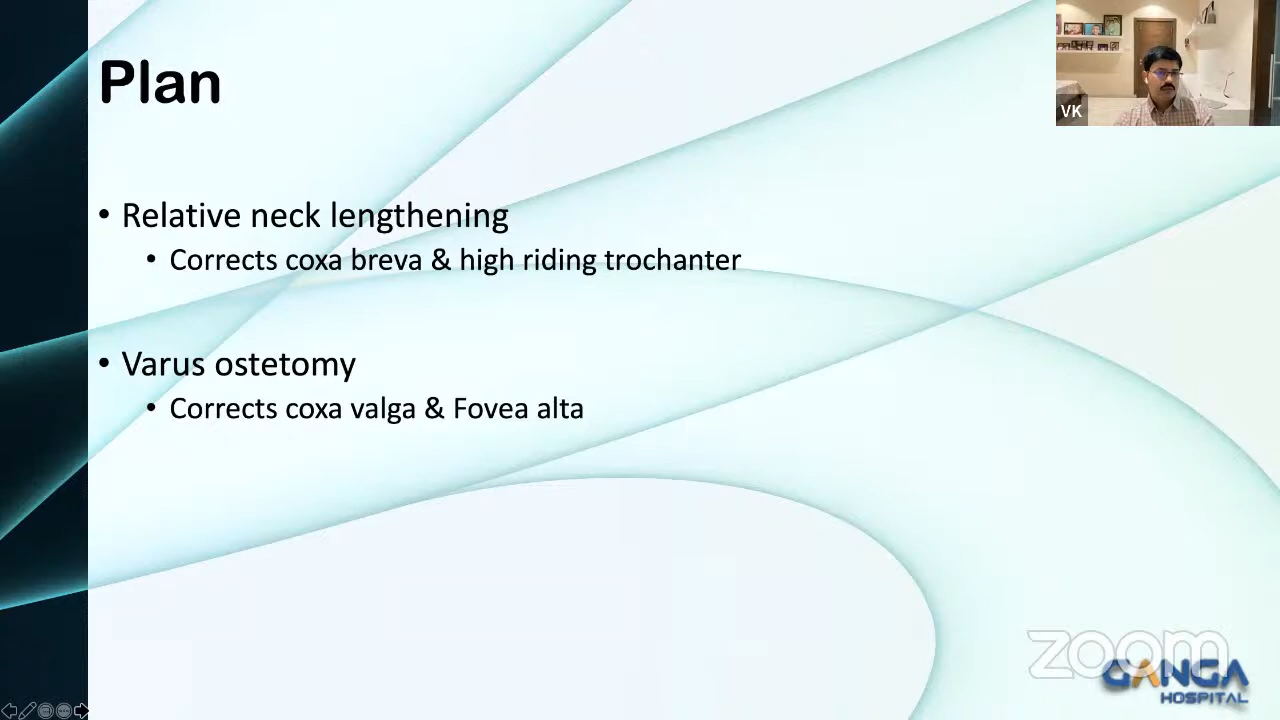 Plan
VK
• Relative neck lengthening
• Corrects coxa breva & high riding trochanter
• Varus ostetomy
• Corrects coxa valga & Fovea alta
zoom
GANGA
HOSPITAL